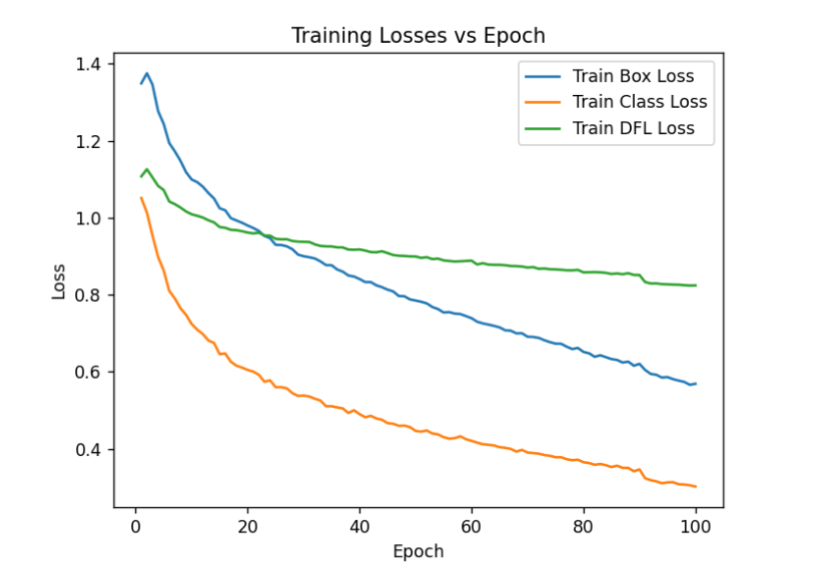 Training Losses vs Epoch
1.4
1.2
1.0
0.8
0.6
0.4
Loss
Train Box Loss
Train Class Loss
Train DFL Loss
0 20 40 60 80 100
Epoch